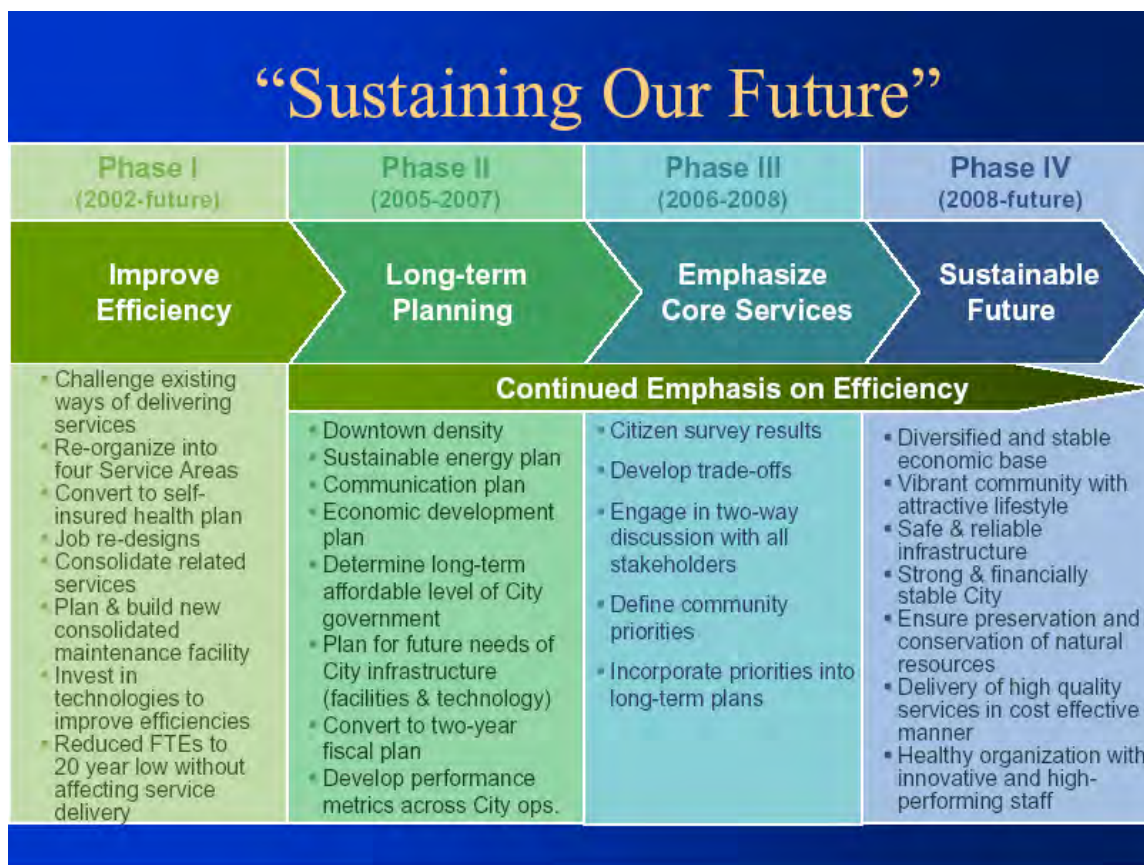 “Sustaining Our Future”
Phase I
(2002-future)
Phase II
(2005-2007)
Phase III
(2006-2008)
Phase IV
(2008-future)
Improve
Efficiency
Long-term
Planning
Emphasize
Core Services
Sustainable
Future
Continued Emphasis on Efficiency
▪ Challenge existing
ways of delivering
services
▪ Re-organize into
four Service Areas
▪ Convert to self-
insured health plan
▪ Job re-designs
▪ Consolidate related
services
▪ Plan & build new
consolidated
maintenance facility
▪ Invest in
technologies to
improve efficiencies
▪ Reduced FTEs to
20 year low without
affecting service
delivery
▪ Downtown density
▪ Sustainable energy plan
▪ Communication plan
▪ Economic development
plan
▪ Determine long-term
affordable level of City
government
▪ Plan for future needs of
City infrastructure
(facilities & technology)
▪ Convert to two-year
fiscal plan
▪ Develop performance
metrics across City ops.
▪ Citizen survey results
▪ Develop trade-offs
▪ Engage in two-way
discussion with all
stakeholders
▪ Define community
priorities
▪ Incorporate priorities into
long-term plans
▪ Diversified and stable
economic base
▪ Vibrant community with
attractive lifestyle
▪ Safe & reliable
infrastructure
▪ Strong & financially
stable City
▪ Ensure preservation and
conservation of natural
resources
▪ Delivery of high quality
services in cost effective
manner
▪ Healthy organization with
innovative and high-
performing staff